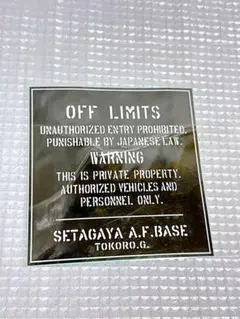 OFF LIMITS
UNAUTHORIZED ENTRY PROHIBITED.
PUNISHABLE BY JAPANESE LAW.
WARNING
THIS IS PRIVATE PROPERTY.
AUTHORIZED VEHICLES AND
PERSONNEL ONLY.
SETAGAYA A.F.BASE
TOKORO.G.